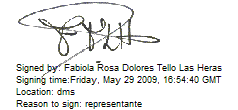 Signed by: Fabiola Rosa Dolores Tello Las Heras
Signing time:Friday, May 29 2009, 16:54:40 GMT
Location: dms
Reason to sign: representante